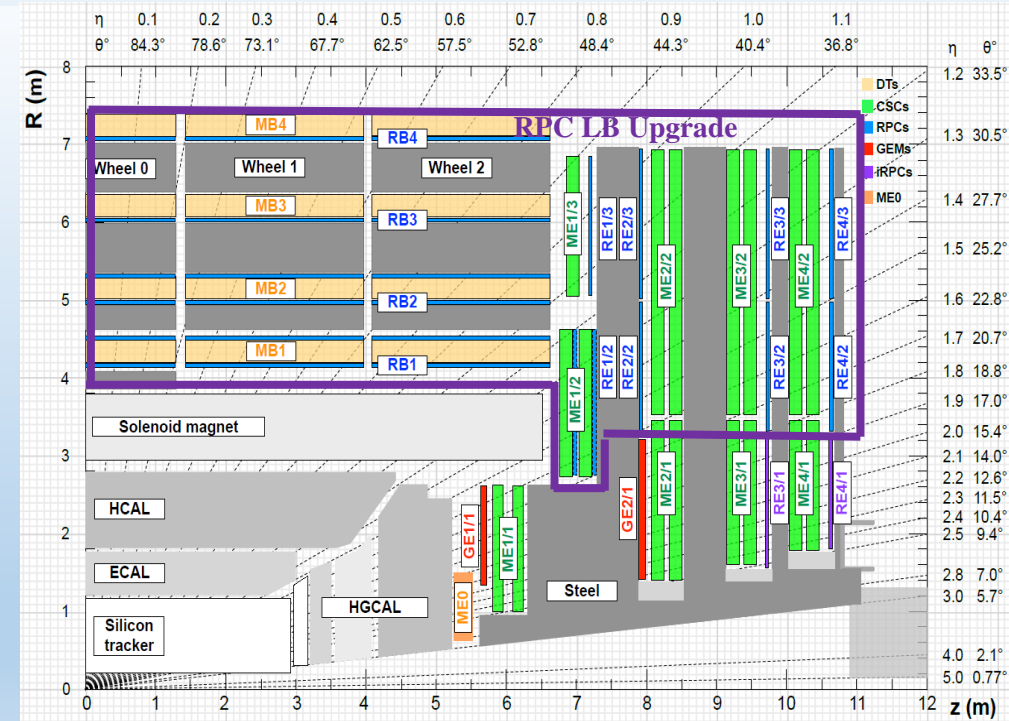 η 0.1 0.2 0.3 0.4 0.5 0.6 0.7 0.8 0.9 1.0 1.1
θ° 84.3° 78.6° 73.1° 67.7° 62.5° 57.5° 52.8° 48.4° 44.3° 40.4° 36.8° η θ°
R (m)
8
7
6
5
4
3
2
1
0
1.2 33.5°
1.3 30.5°
1.4 27.7°
1.5 25.2°
1.6 22.8°
1.7 20.7°
1.8 18.8°
1.9 17.0°
2.0 15.4°
2.1 14.0°
2.2 12.6°
2.3 11.5°
2.4 10.4°
2.5 9.4°
2.8 7.0°
3.0 5.7°
4.0 2.1°
5.0 0.77°
DTs
CSCs
RPCs
GEMs
iRPCs
ME0
RPC LB Upgrade
MB4
RB4
Wheel 0 Wheel 1 Wheel 2
MB3
RB3
MB2
RB2
MB1
RB1
ME1/3
RE1/3
RE2/3
ME2/2
ME3/2
RE3/3
ME4/2
RE4/3
ME1/2
RE1/2
RE2/2
RE3/2
RE4/2
Solenoid magnet
HCAL
ECAL
Silicon
tracker
HGCAL
Steel
ME0
GE1/1
ME1/1
GE2/1
ME2/1
ME3/1
RE3/1
ME4/1
RE4/1
0 1 2 3 4 5 6 7 8 9 10 11 12 z (m)